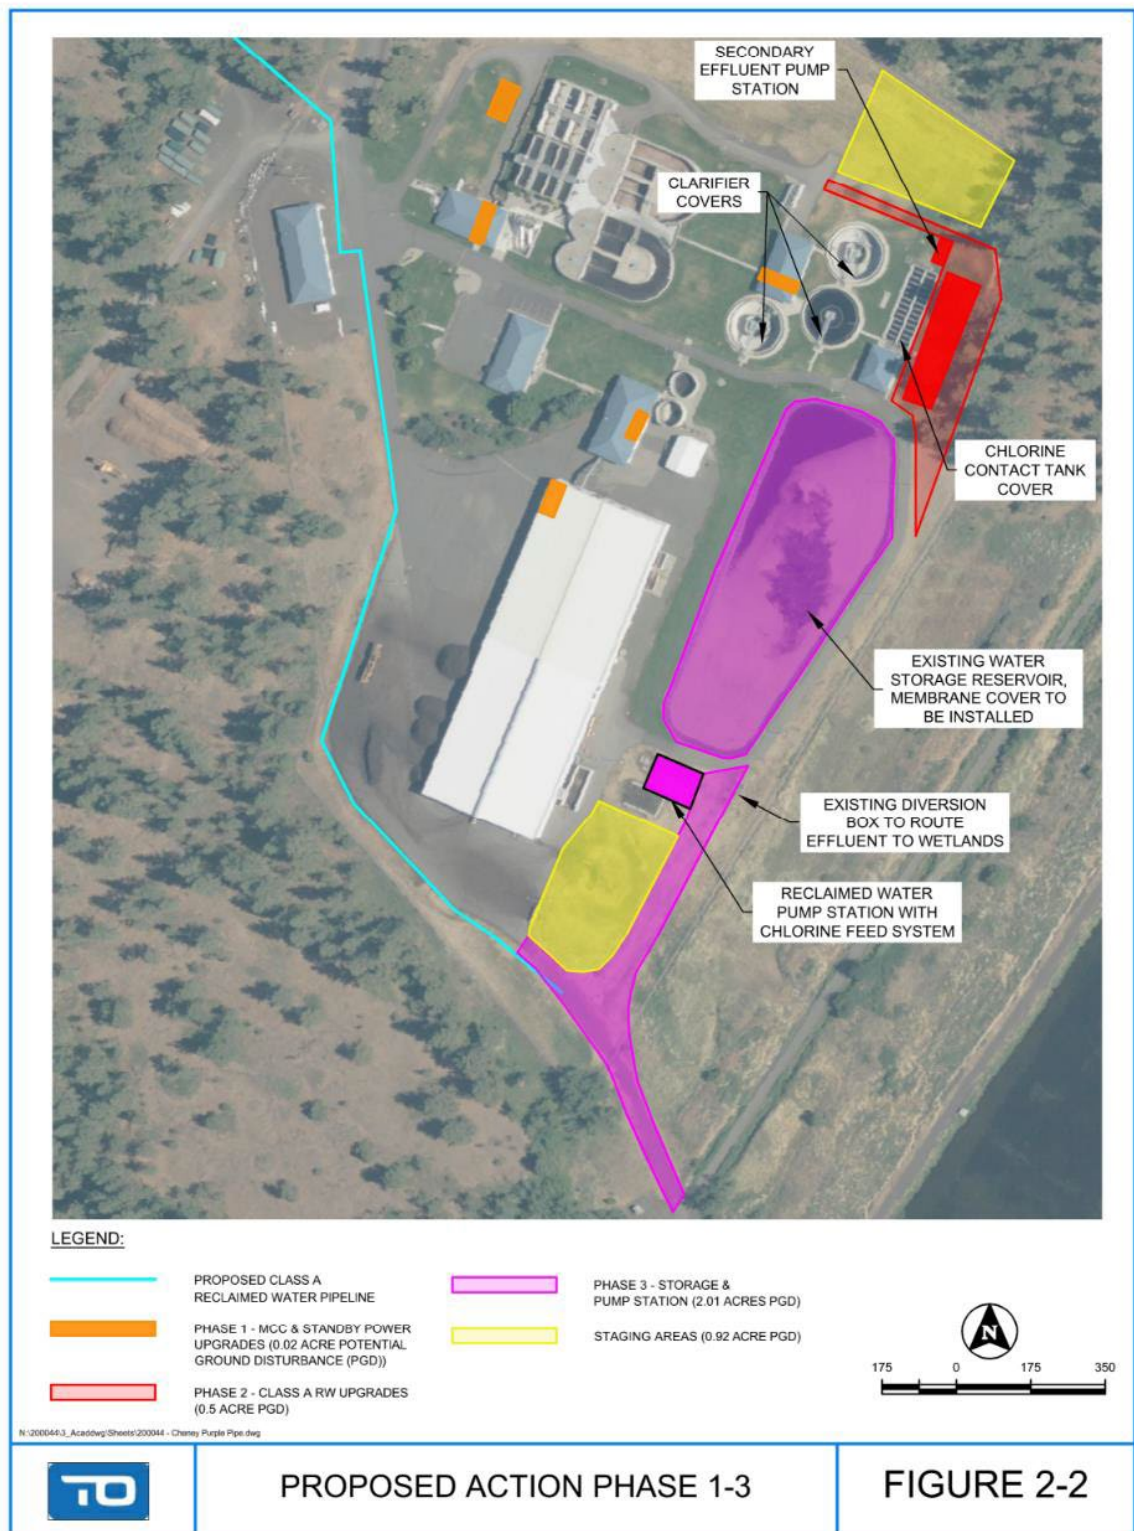 SECONDARY
EFFLUENT PUMP
STATION
CLARIFIER
COVERS
CHLORINE
CONTACT TANK
COVER
EXISTING WATER
STORAGE RESERVOIR,
MEMBRANE COVER TO
BE INSTALLED
EXISTING DIVERSION
BOX TO ROUTE
EFFLUENT TO WETLANDS
RECLAIMED WATER
PUMP STATION WITH
CHLORINE FEED SYSTEM
LEGEND:
PROPOSED CLASS A
RECLAIMED WATER PIPELINE
PHASE 1 - MCC & STANDBY POWER
UPGRADES (0.02 ACRE POTENTIAL
GROUND DISTURBANCE (PGD))
PHASE 2 - CLASS A RW UPGRADES
(0.5 ACRE PGD)
PHASE 3 - STORAGE &
PUMP STATION (2.01 ACRES PGD)
STAGING AREAS (0.92 ACRE PGD)
N
175 0 175 350
N:\200044\3_Acaddwg\Sheets\200044 - Cheney Purple Pipe.dwg
TO
PROPOSED ACTION PHASE 1-3
FIGURE 2-2